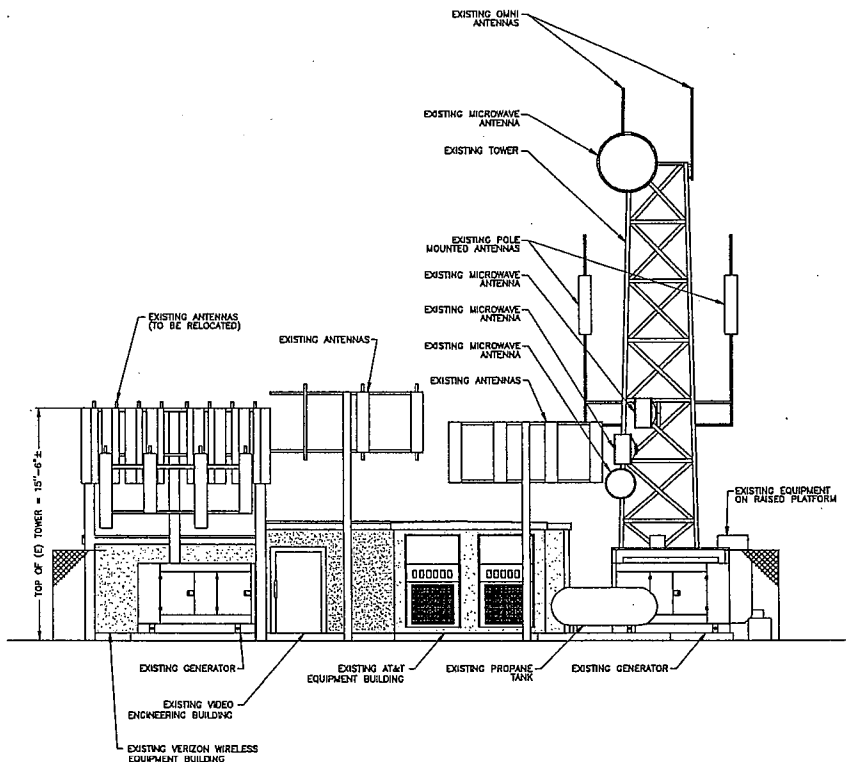 EXISTING OMNI
ANTENNAS
EXISTING MICROWAVE
ANTENNA
EXISTING TOWER
EXISTING POLE
MOUNTED ANTENNAS
EXISTING MICROWAVE
ANTENNA
EXISTING MICROWAVE
ANTENNA
EXISTING MICROWAVE
ANTENNA
EXISTING ANTENNAS
EXISTING ANTENNAS
(TO BE RELOCATED)
EXISTING ANTENNAS
TOP OF (E) TOWER = 15"-6"±
EXISTING EQUIPMENT
ON RAISED PLATFORM
EXISTING GENERATOR
EXISTING AT&T
EQUIPMENT BUILDING
EXISTING PROPANE
TANK
EXISTING GENERATOR
EXISTING VIDEO
ENGINEERING BUILDING
EXISTING VERIZON WIRELESS
EQUIPMENT BUILDING